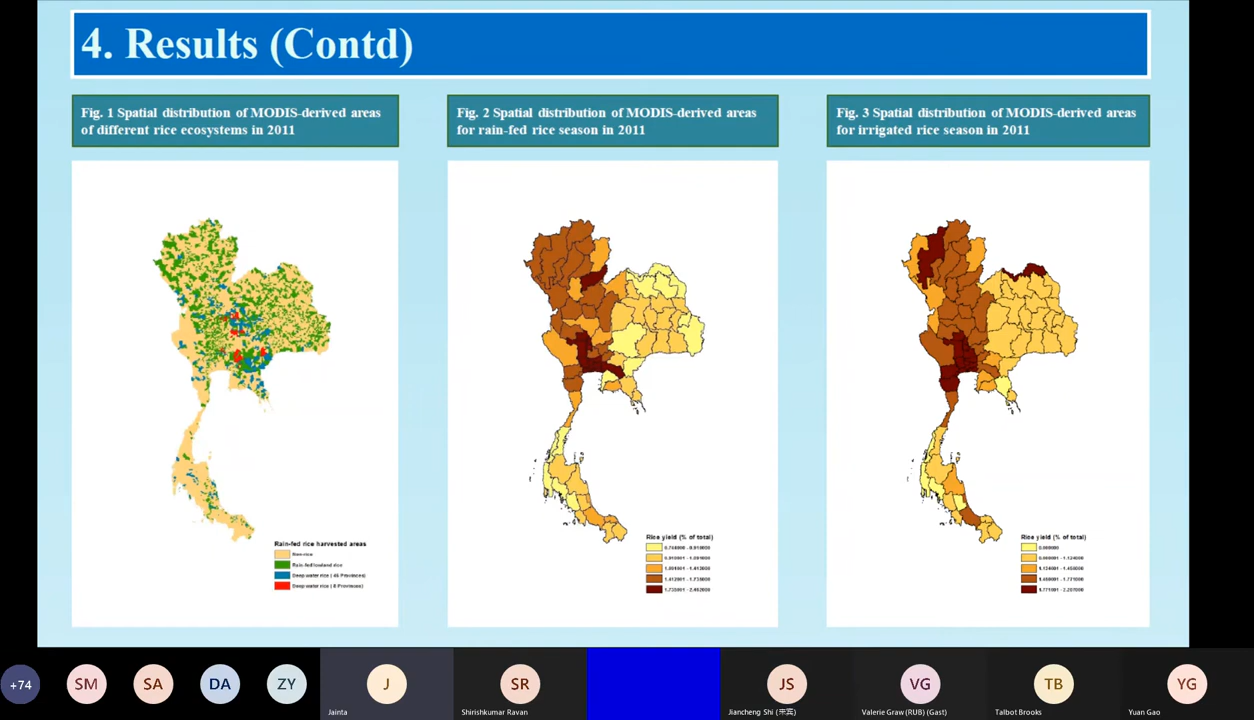 4. Results (Contd)
Fig. 1 Spatial distribution of MODIS-derived areas
of different rice ecosystems in 2011
Fig. 2 Spatial distribution of MODIS-derived areas
for rain-fed rice season in 2011
Fig. 3 Spatial distribution of MODIS-derived areas
for irrigated rice season in 2011
Rain-fed rice harvested areas
Non-rice
Rain-fed lowland rice
Deep water rice ( Provinces)
Deep water rice ( Provinces)
Rice yield (% of total)
Rice yield (% of total)
+74
SM
SA
DA
ZY
J
Jainta
SR
Shirishkumar Ravan
JS
Jiancheng Shi
VG
Valerie Graw (RUB) (Gast)
TB
Talbot Brooks
YG
Yuan Gao